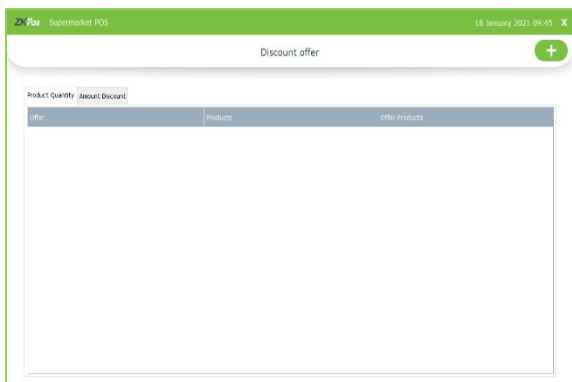 ZKPos Supermarket POS 18 January 2021 09:45 X
Discount offer +
Product Quantity Amount Discount
Offer Products Offer Products